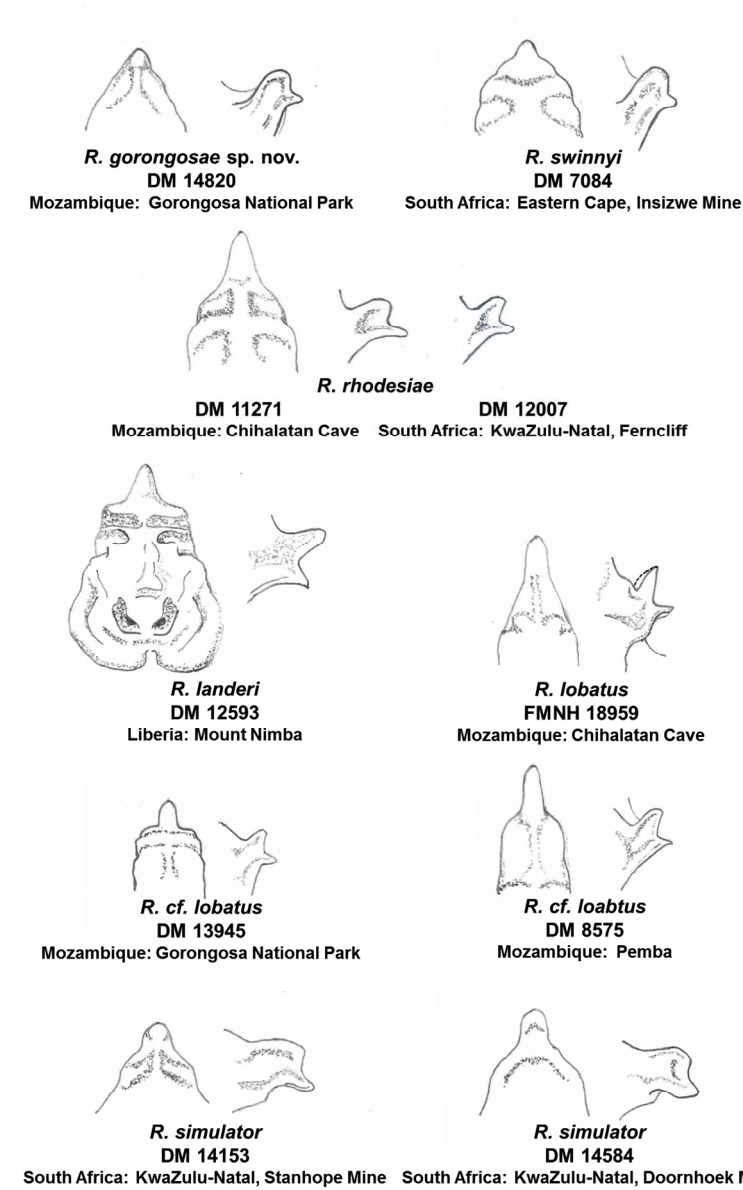 R. gorongosae sp. nov.
DM 14820
Mozambique: Gorongosa National Park
R. swinnyi
DM 7084
South Africa: Eastern Cape, Insizwe Mine
R. rhodesiae
DM 11271
Mozambique: Chihalatan Cave
DM 12007
South Africa: KwaZulu-Natal, Ferncliff
R. landeri
DM 12593
Liberia: Mount Nimba
R. lobatus
FMNH 18959
Mozambique: Chihalatan Cave
R. cf. lobatus
DM 13945
Mozambique: Gorongosa National Park
R. cf. loabtus
DM 8575
Mozambique: Pemba
R. simulator
DM 14153
South Africa: KwaZulu-Natal, Stanhope Mine
R. simulator
DM 14584
South Africa: KwaZulu-Natal, Doornhoek